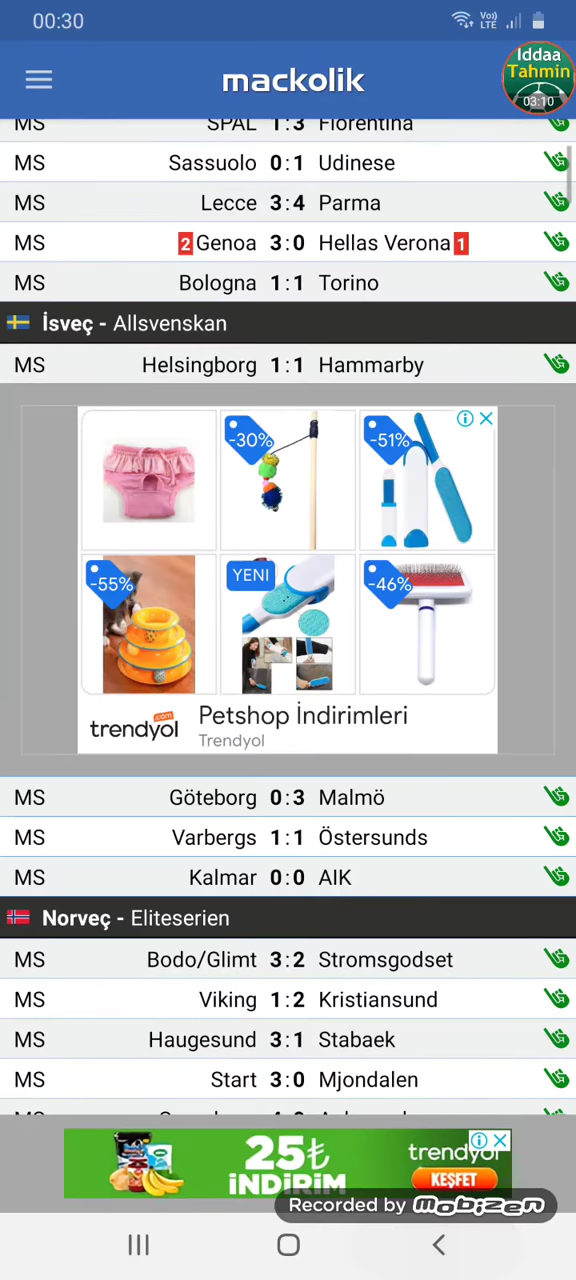 00:30
Vo))
LTE
mackolik
Iddaa
Tahmin
03:10
MS SPAL 1:3 Fiorentina
MS Sassuolo 0:1 Udinese
MS Lecce 3:4 Parma
MS 2 Genoa 3:0 Hellas Verona 1
MS Bologna 1:1 Torino
İsveç - Allsvenskan
MS Helsingborg 1:1 Hammarby
-30%
-51%
-55%
YENI
-46%
trendyol.com
Petshop İndirimleri
Trendyol
MS Göteborg 0:3 Malmö
MS Varbergs 1:1 Östersunds
MS Kalmar 0:0 AIK
Norveç - Eliteserien
MS Bodo/Glimt 3:2 Stromsgodset
MS Viking 1:2 Kristiansund
MS Haugesund 3:1 Stabaek
MS Start 3:0 Mjondalen
MS
25₺
İNDİRİM
trendyol
KEŞFET
Recorded by mobizen